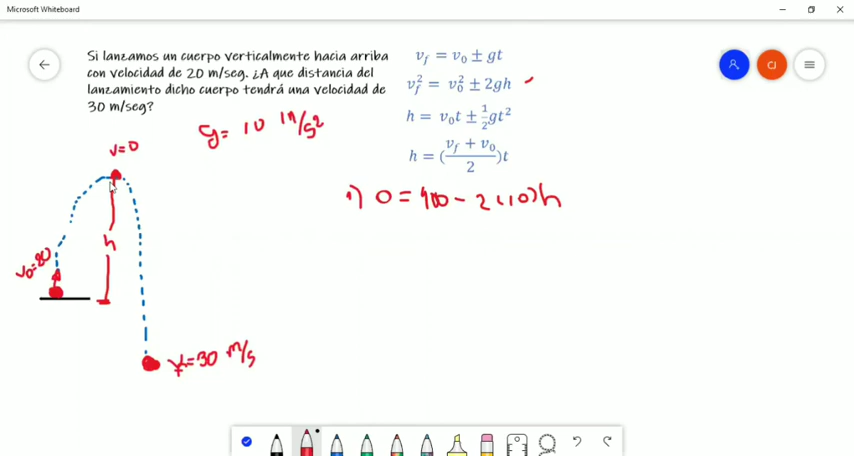 Microsoft Whiteboard
Si lanzamos un cuerpo verticalmente hacia arriba
con velocidad de 20 m/seg. ¿A que distancia del
lanzamiento dicho cuerpo tendrá una velocidad de
30 m/seg?
v_f = v_0 ± gt
v_f^2 = v_0^2 ± 2gh
h = v_0t ± 1/2 gt^2
h = ((v_f + v_0)/2)t
g = 10 m/s^2
v=0
1) 0 = 400 - 2(10)h
h
v0=20
v=30 m/s